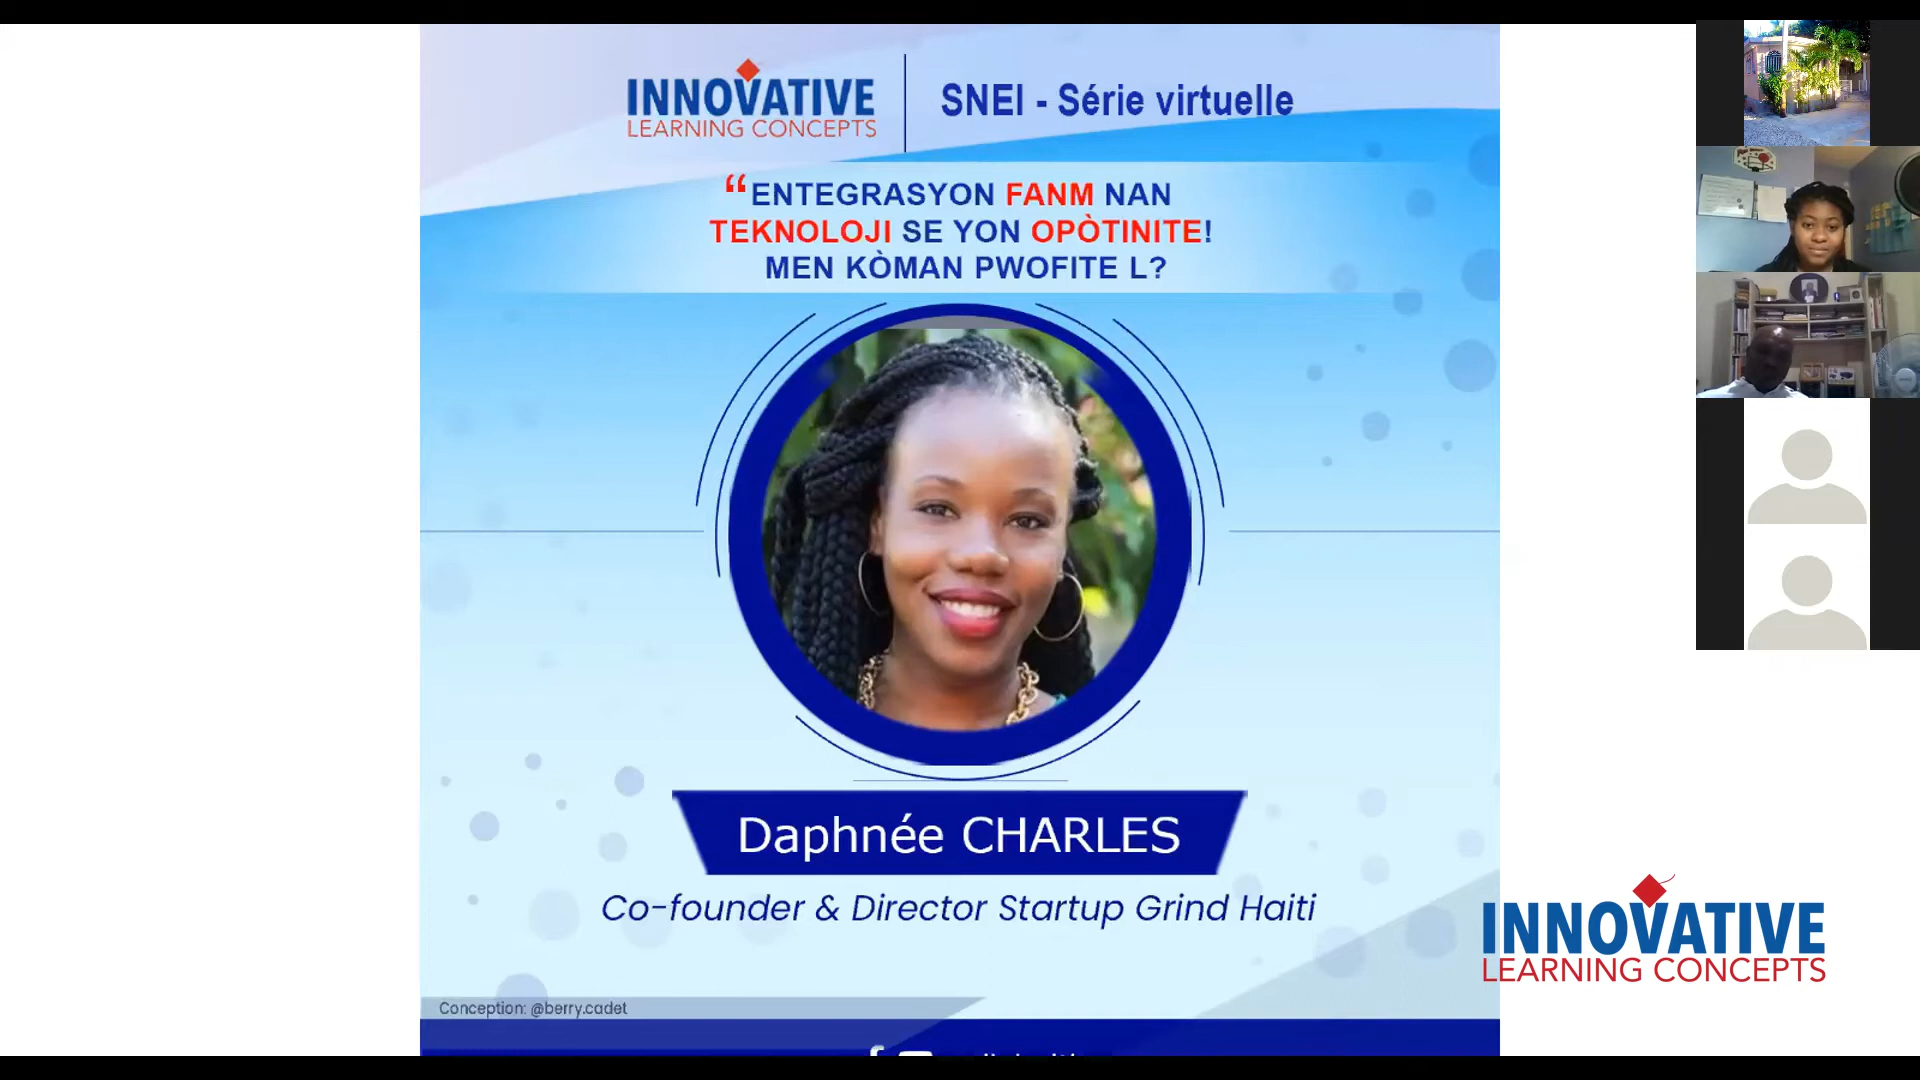 INNOVATIVE
LEARNING CONCEPTS
SNEI - Série virtuelle
“ENTEGRASYON FANM NAN
TEKNOLOJI SE YON OPÒTINITE!
MEN KÒMAN PWOFITE L?
Daphnée CHARLES
Co-founder & Director Startup Grind Haiti
Conception: @berry.cadet
INNOVATIVE
LEARNING CONCEPTS